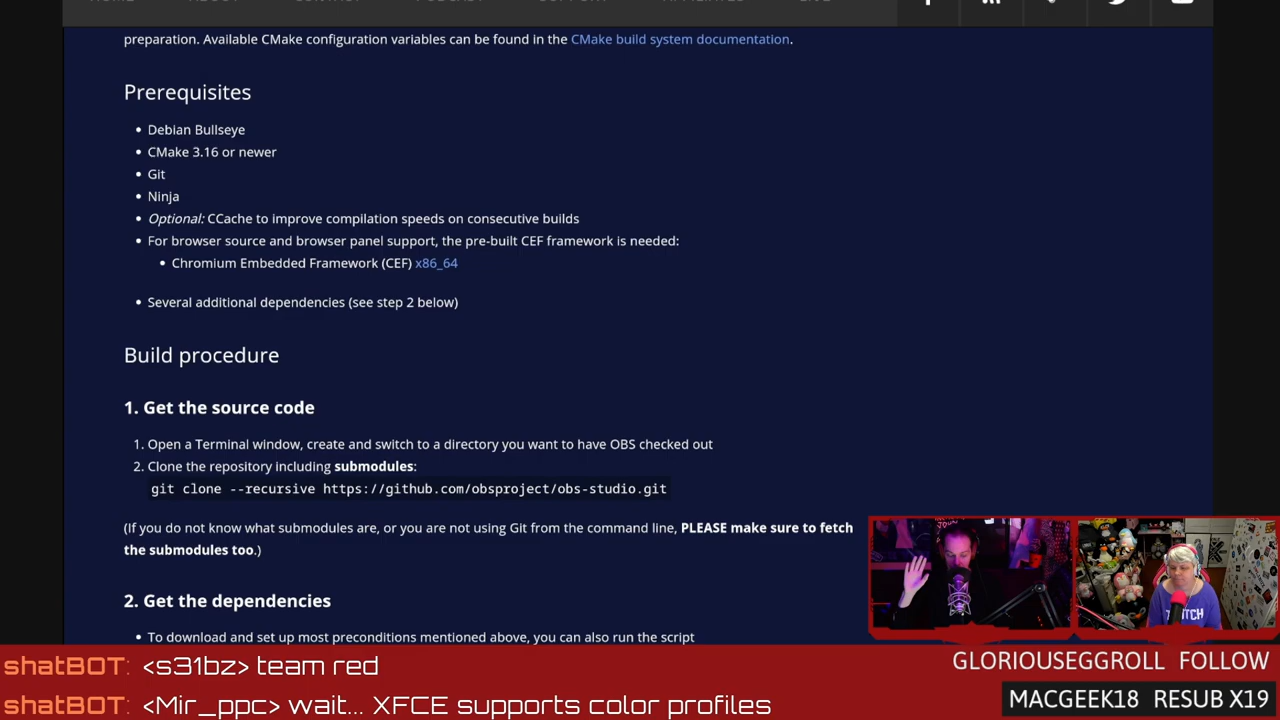 HOME ABOUT CONTACT PODCAST SUPPORT AFFILIATES LIVE
preparation. Available CMake configuration variables can be found in the CMake build system documentation.
Prerequisites
• Debian Bullseye
• CMake 3.16 or newer
• Git
• Ninja
• Optional: CCache to improve compilation speeds on consecutive builds
• For browser source and browser panel support, the pre-built CEF framework is needed:
• Chromium Embedded Framework (CEF) x86_64
• Several additional dependencies (see step 2 below)
Build procedure
1. Get the source code
1. Open a Terminal window, create and switch to a directory you want to have OBS checked out
2. Clone the repository including submodules:
git clone --recursive https://github.com/obsproject/obs-studio.git
(If you do not know what submodules are, or you are not using Git from the command line, PLEASE make sure to fetch
the submodules too.)
2. Get the dependencies
• To download and set up most preconditions mentioned above, you can also run the script
TWITCH
shatBOT: <s31bz> team red
shatBOT: <Mir_ppc> wait... XFCE supports color profiles
GLORIOUSEGGROLL FOLLOW
MACGEEK18 RESUB X19